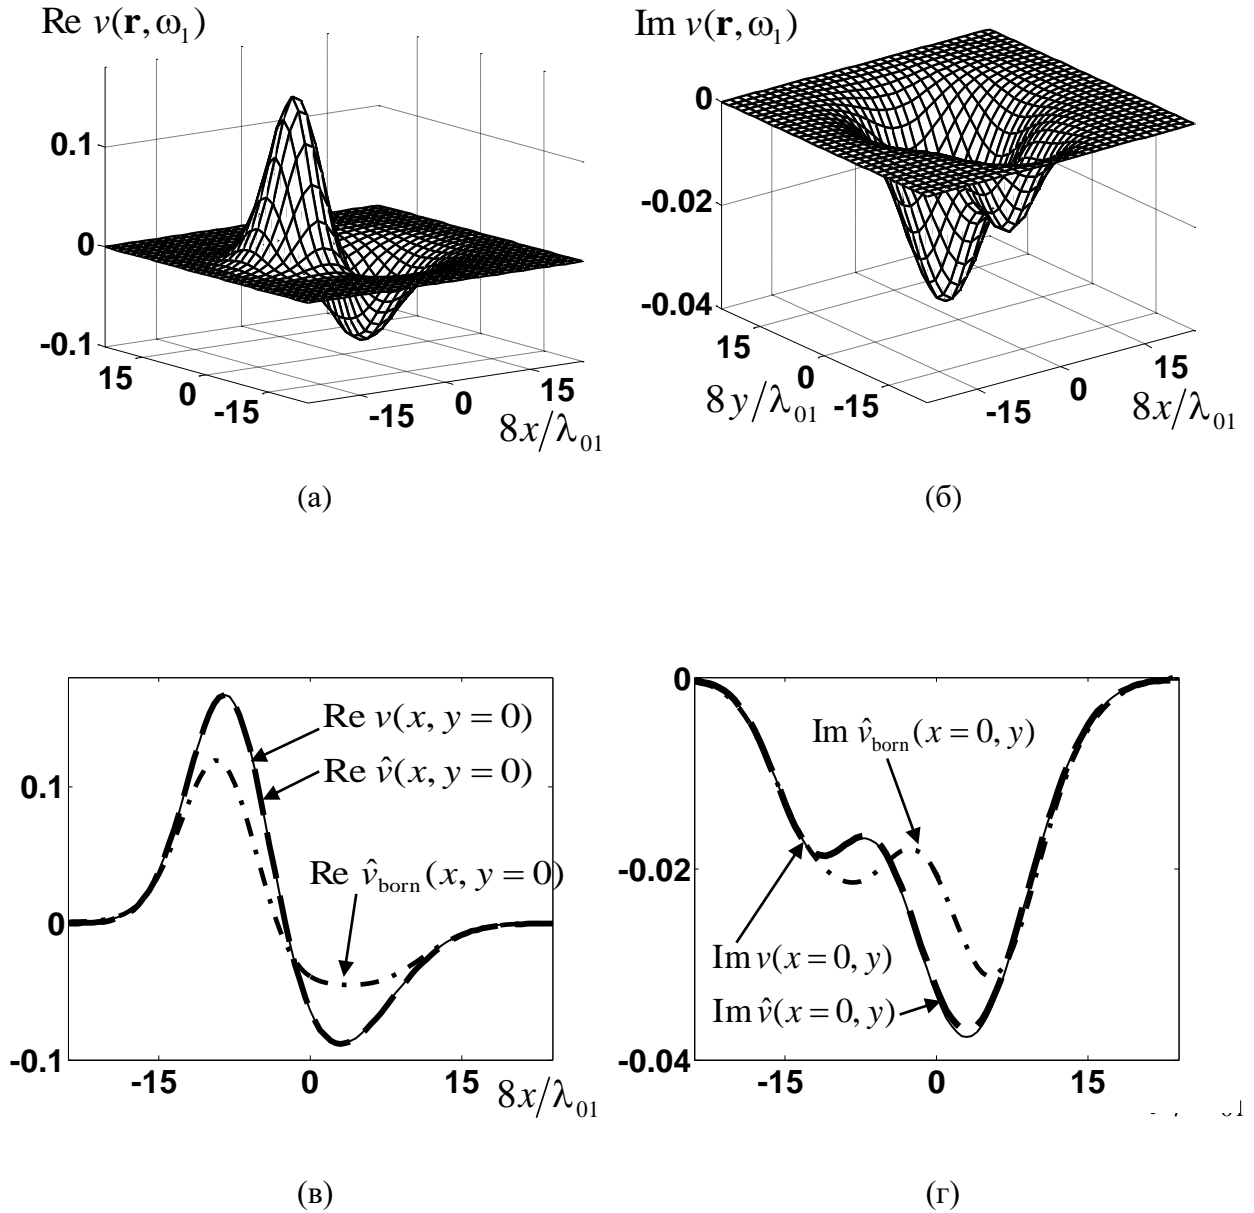 Re v(r, ω₁)
0.1
0
-0.1
15
0
-15
-15
0
15
8x/λ₀₁
(а)
Im v(r, ω₁)
0
-0.02
-0.04
15
0
-15
8y/λ₀₁
-15
0
15
8x/λ₀₁
(б)
0.1
0
-0.1
Re v(x, y = 0)
Re v̂(x, y = 0)
Re v̂born(x, y = 0)
-15
0
15
8x/λ₀₁
(в)
0
-0.02
-0.04
Im v̂born(x = 0, y)
Im v(x = 0, y)
Im v̂(x = 0, y)
-15
0
15
(г)